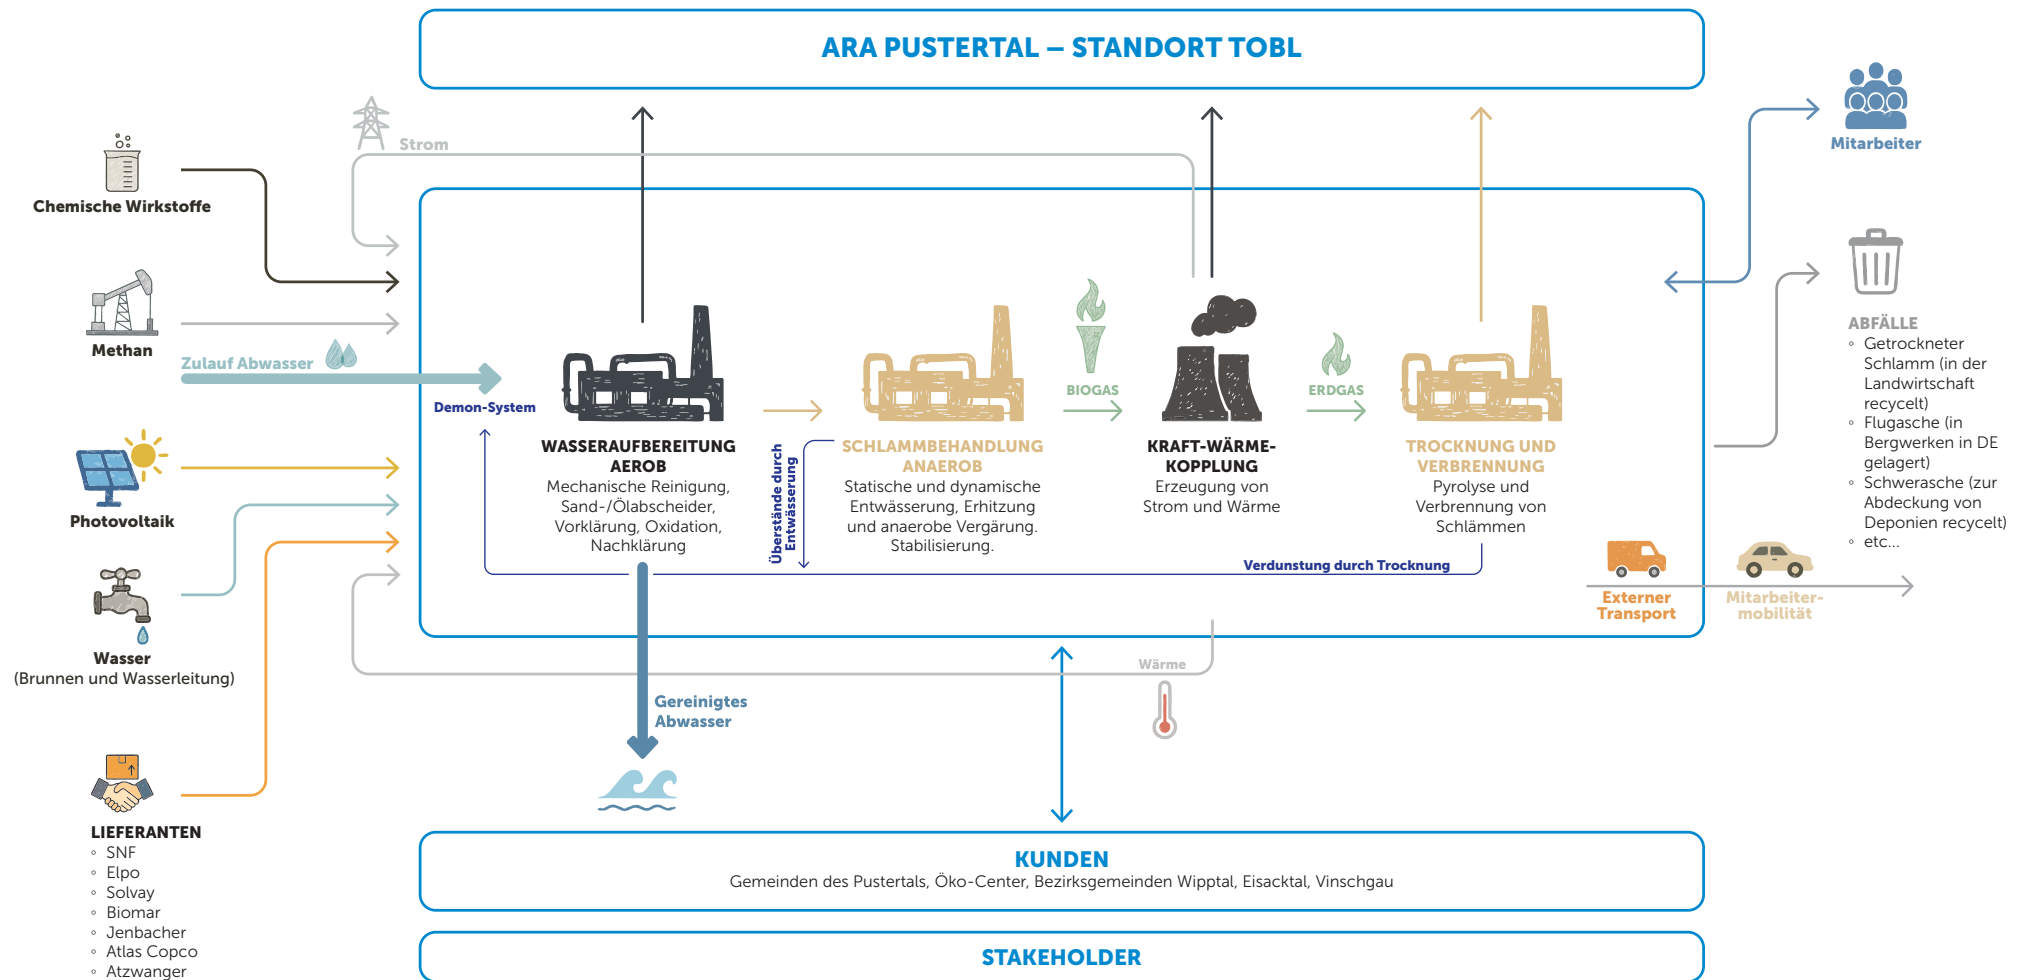 ARA PUSTERTAL – STANDORT TOBL
Strom
Mitarbeiter
Chemische Wirkstoffe
Methan
Zulauf Abwasser
Demon-System
Photovoltaik
Wasser
(Brunnen und Wasserleitung)
LIEFERANTEN
◦ SNF
◦ Elpo
◦ Solvay
◦ Biomar
◦ Jenbacher
◦ Atlas Copco
◦ Atzwanger
WASSERAUFBEREITUNG
AEROB
Mechanische Reinigung,
Sand-/Ölabscheider,
Vorklärung, Oxidation,
Nachklärung
Überstände durch
Entwässerung
SCHLAMMBEHANDLUNG
ANAEROB
Statische und dynamische
Entwässerung, Erhitzung
und anaerobe Vergärung.
Stabilisierung.
BIOGAS
KRAFT-WÄRME-
KOPPLUNG
Erzeugung von
Strom und Wärme
ERDGAS
TROCKNUNG UND
VERBRENNUNG
Pyrolyse und
Verbrennung von
Schlämmen
Verdunstung durch Trocknung
ABFÄLLE
◦ Getrockneter
Schlamm (in der
Landwirtschaft
recycelt)
◦ Flugasche (in
Bergwerken in DE
gelagert)
◦ Schwerasche (zur
Abdeckung von
Deponien recycelt)
◦ etc...
Externer
Transport
Mitarbeiter-
mobilität
Wärme
Gereinigtes
Abwasser
KUNDEN
Gemeinden des Pustertals, Öko-Center, Bezirksgemeinden Wipptal, Eisacktal, Vinschgau
STAKEHOLDER